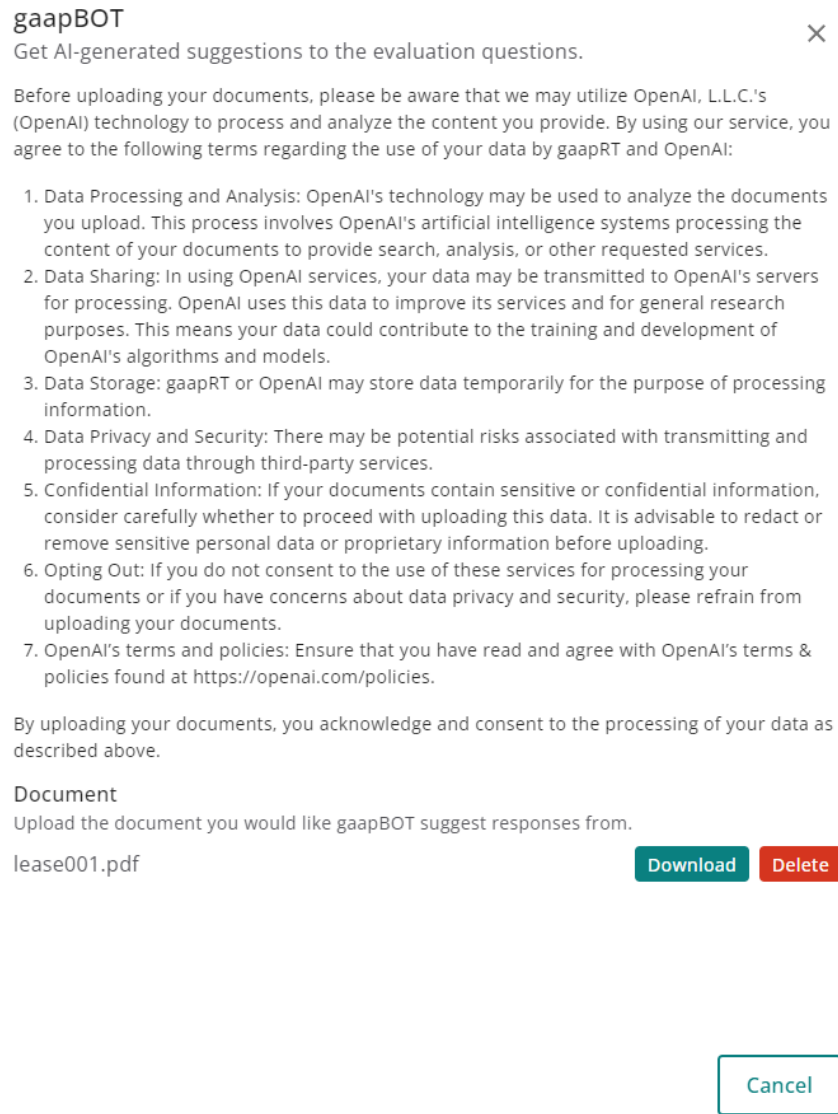 gaapBOT
Get AI-generated suggestions to the evaluation questions.
Before uploading your documents, please be aware that we may utilize OpenAI, L.L.C.'s
(OpenAI) technology to process and analyze the content you provide. By using our service, you
agree to the following terms regarding the use of your data by gaapRT and OpenAI:
1. Data Processing and Analysis: OpenAI's technology may be used to analyze the documents
you upload. This process involves OpenAI's artificial intelligence systems processing the
content of your documents to provide search, analysis, or other requested services.
2. Data Sharing: In using OpenAI services, your data may be transmitted to OpenAI's servers
for processing. OpenAI uses this data to improve its services and for general research
purposes. This means your data could contribute to the training and development of
OpenAI's algorithms and models.
3. Data Storage: gaapRT or OpenAI may store data temporarily for the purpose of processing
information.
4. Data Privacy and Security: There may be potential risks associated with transmitting and
processing data through third-party services.
5. Confidential Information: If your documents contain sensitive or confidential information,
consider carefully whether to proceed with uploading this data. It is advisable to redact or
remove sensitive personal data or proprietary information before uploading.
6. Opting Out: If you do not consent to the use of these services for processing your
documents or if you have concerns about data privacy and security, please refrain from
uploading your documents.
7. OpenAI’s terms and policies: Ensure that you have read and agree with OpenAI’s terms &
policies found at https://openai.com/policies.
By uploading your documents, you acknowledge and consent to the processing of your data as
described above.
Document
Upload the document you would like gaapBOT suggest responses from.
lease001.pdf
Download
Delete
Cancel